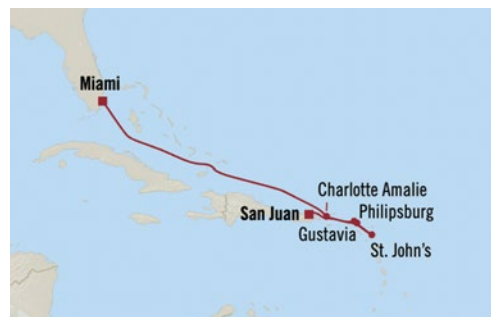 Miami
Charlotte Amalie
San Juan
Philipsburg
Gustavia
St. John's